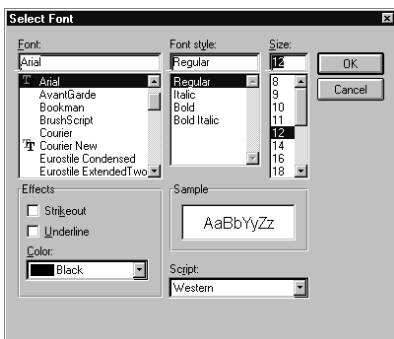 Select Font
Font:
Font style:
Size:
Arial
Regular
12
OK
Cancel
Arial
AvantGarde
Bookman
BrushScript
Courier
Courier New
Eurostile Condensed
Eurostile ExtendedTwo
Regular
Italic
Bold
Bold Italic
8
9
10
11
12
14
16
18
Effects
Strikeout
Underline
Color:
Black
Sample
AaBbYyZz
Script:
Western